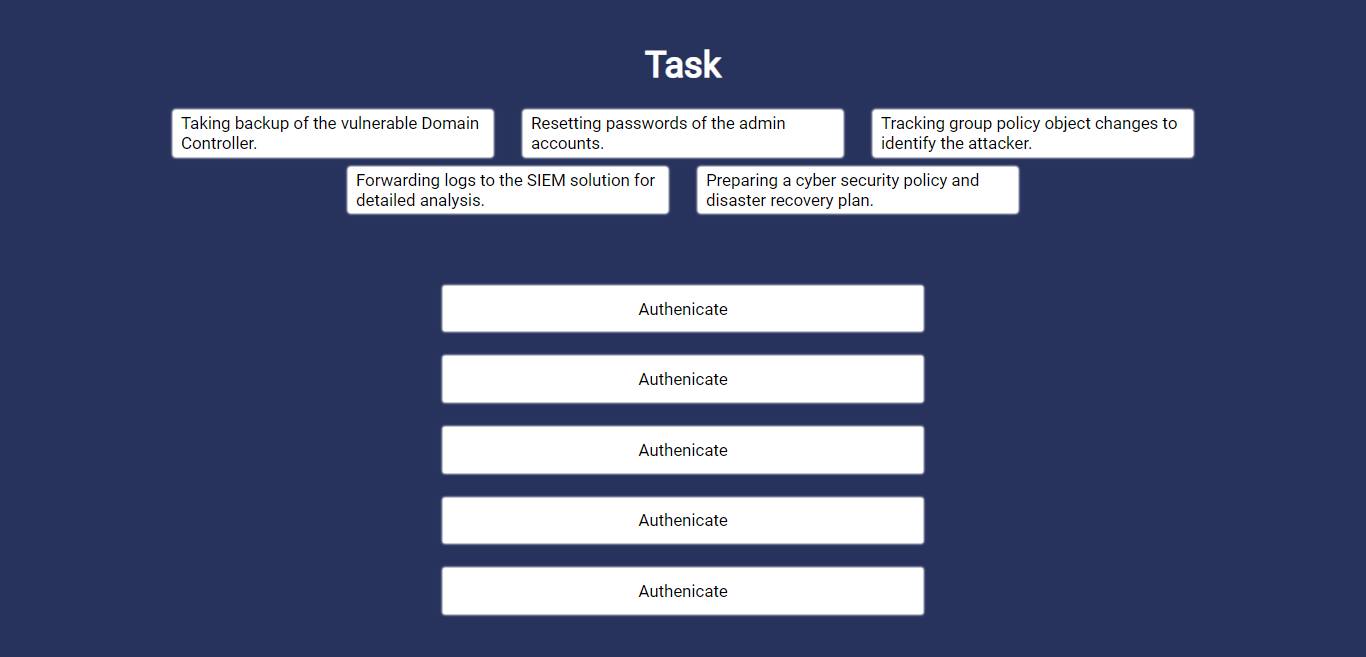 Task
Taking backup of the vulnerable Domain
Controller.
Resetting passwords of the admin
accounts.
Tracking group policy object changes to
identify the attacker.
Forwarding logs to the SIEM solution for
detailed analysis.
Preparing a cyber security policy and
disaster recovery plan.
Authenicate
Authenicate
Authenicate
Authenicate
Authenicate